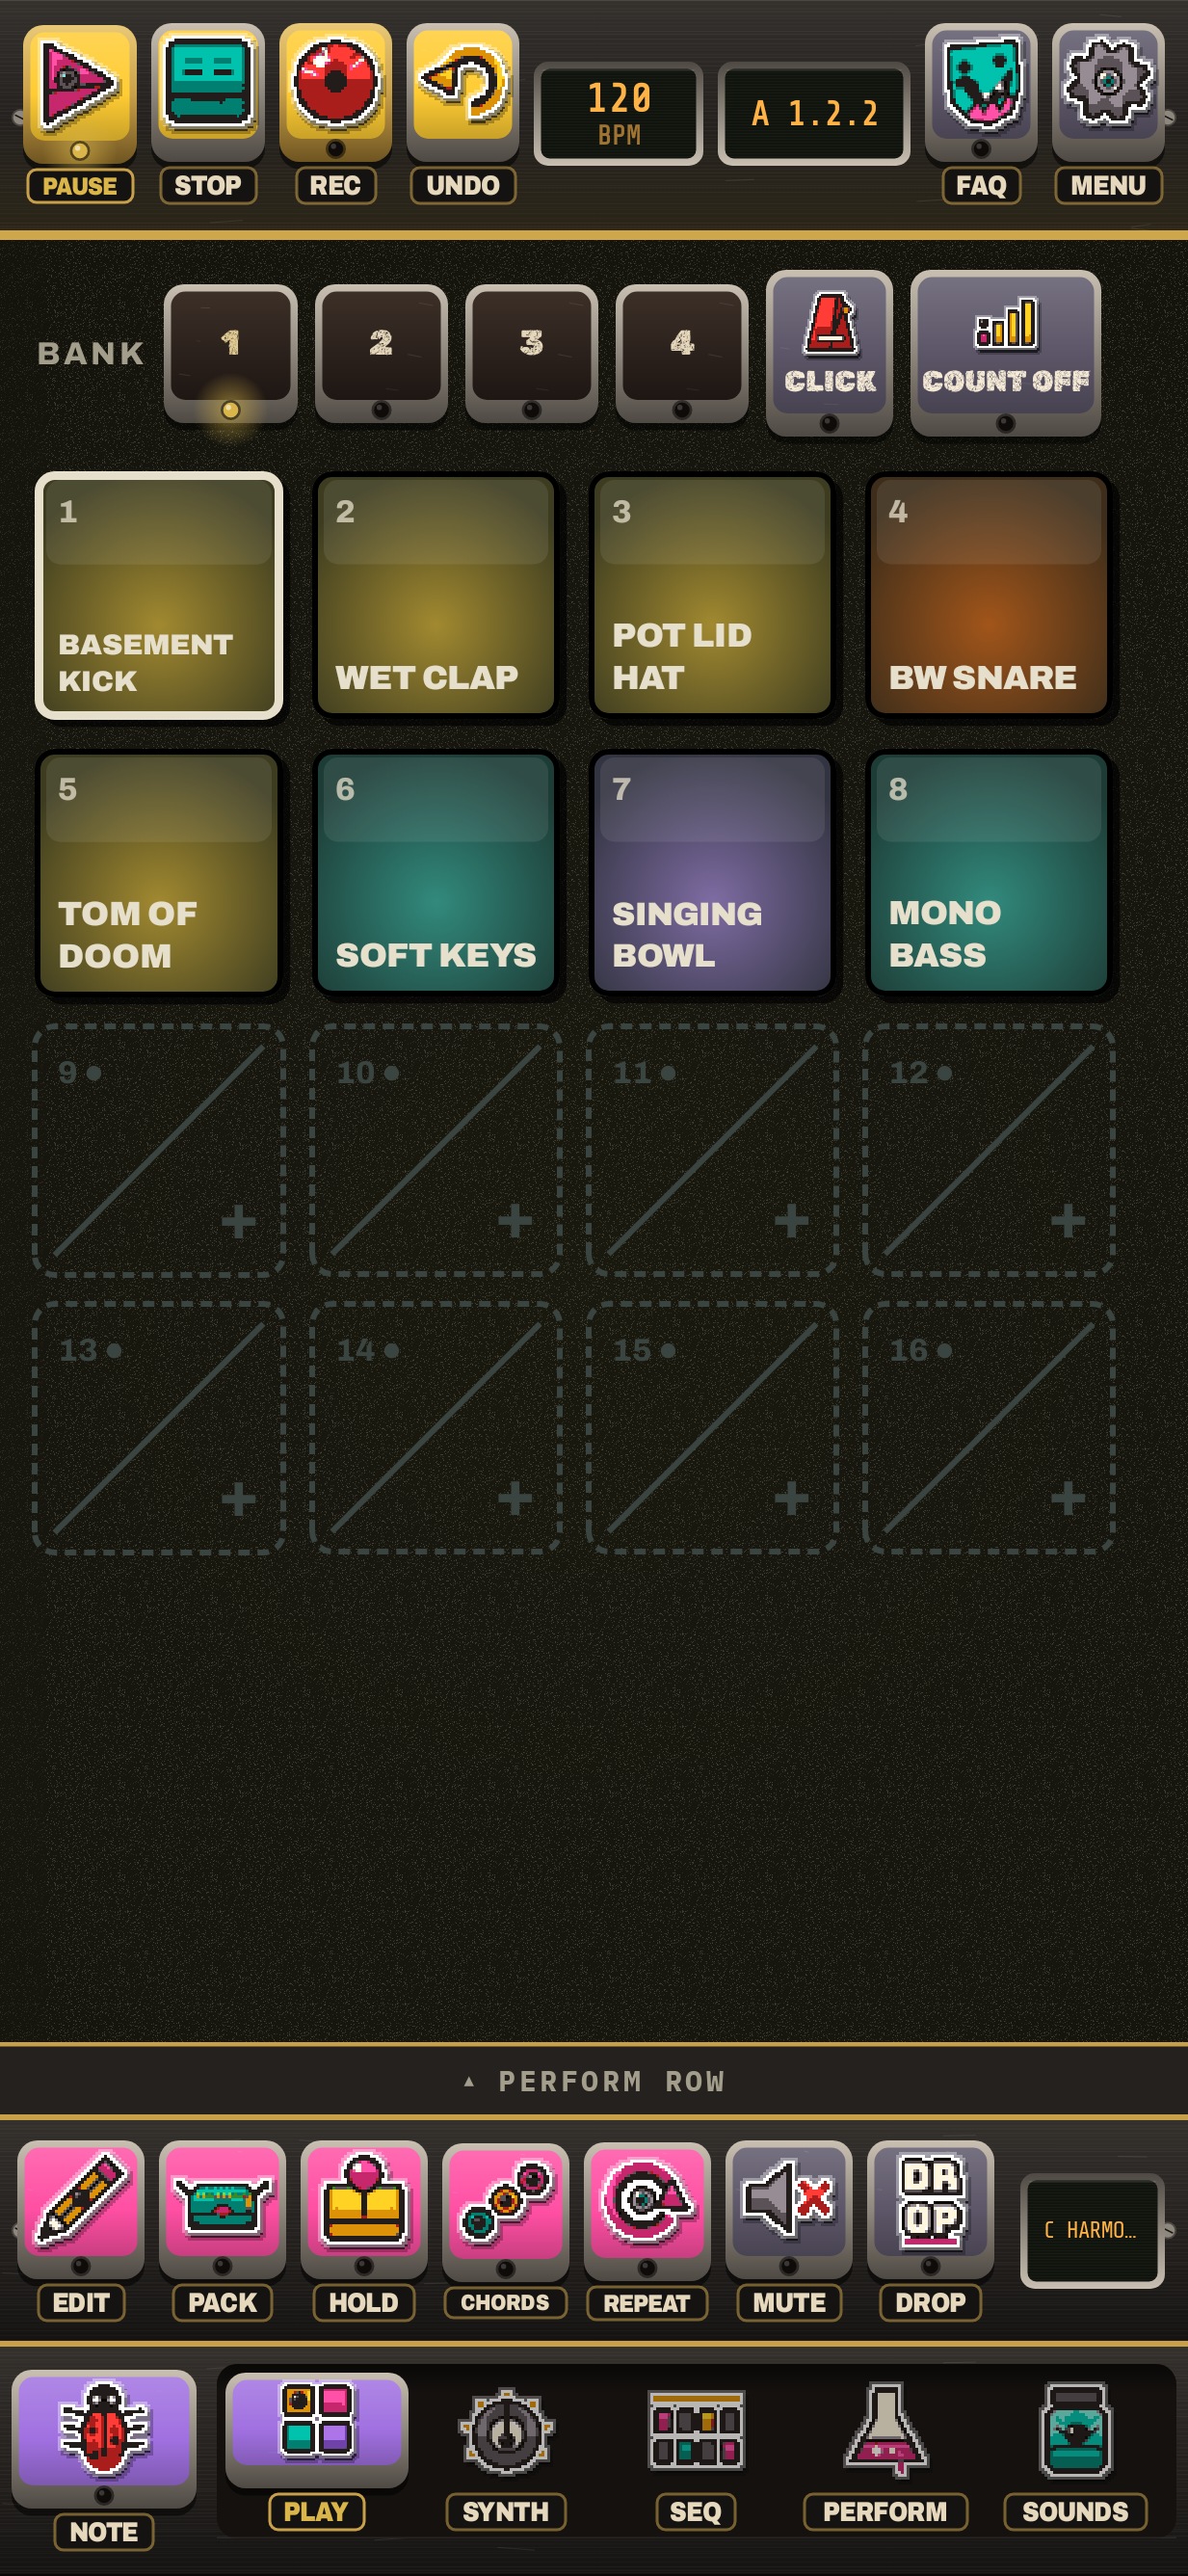 120
BPM
A 1.2.2
PAUSE
STOP
REC
UNDO
FAQ
MENU
BANK
1
2
3
4
CLICK
COUNT OFF
1
BASEMENT
KICK
2
WET CLAP
3
POT LID
HAT
4
BW SNARE
5
TOM OF
DOOM
6
SOFT KEYS
7
SINGING
BOWL
8
MONO
BASS
9
10
11
12
13
14
15
16
▲ PERFORM ROW
DR
OP
C HARMO…
EDIT
PACK
HOLD
CHORDS
REPEAT
MUTE
DROP
NOTE
PLAY
SYNTH
SEQ
PERFORM
SOUNDS